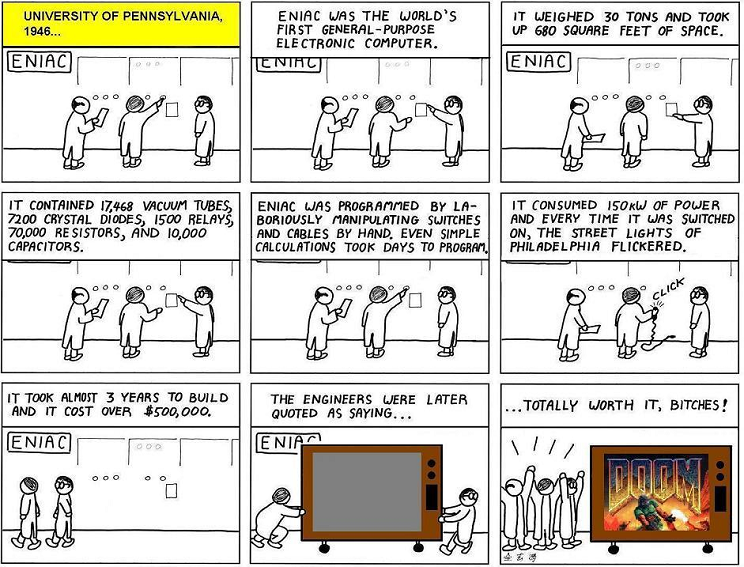 UNIVERSITY OF PENNSYLVANIA,
1946...
ENIAC
ENIAC WAS THE WORLD'S
FIRST GENERAL-PURPOSE
ELECTRONIC COMPUTER.
ENIAC
IT WEIGHED 30 TONS AND TOOK
UP 680 SQUARE FEET OF SPACE.
ENIAC
IT CONTAINED 17,468 VACUUM TUBES,
7200 CRYSTAL DIODES, 1500 RELAYS,
70,000 RESISTORS, AND 10,000
CAPACITORS.
ENIAC WAS PROGRAMMED BY LA-
BORIOUSLY MANIPULATING SWITCHES
AND CABLES BY HAND. EVEN SIMPLE
CALCULATIONS TOOK DAYS TO PROGRAM.
IT CONSUMED 150KW OF POWER
AND EVERY TIME IT WAS SWITCHED
ON, THE STREET LIGHTS OF
PHILADELPHIA FLICKERED.
CLICK
IT TOOK ALMOST 3 YEARS TO BUILD
AND IT COST OVER $500,000.
ENIAC
THE ENGINEERS WERE LATER
QUOTED AS SAYING...
ENIAC
...TOTALLY WORTH IT, BITCHES!
DOOM